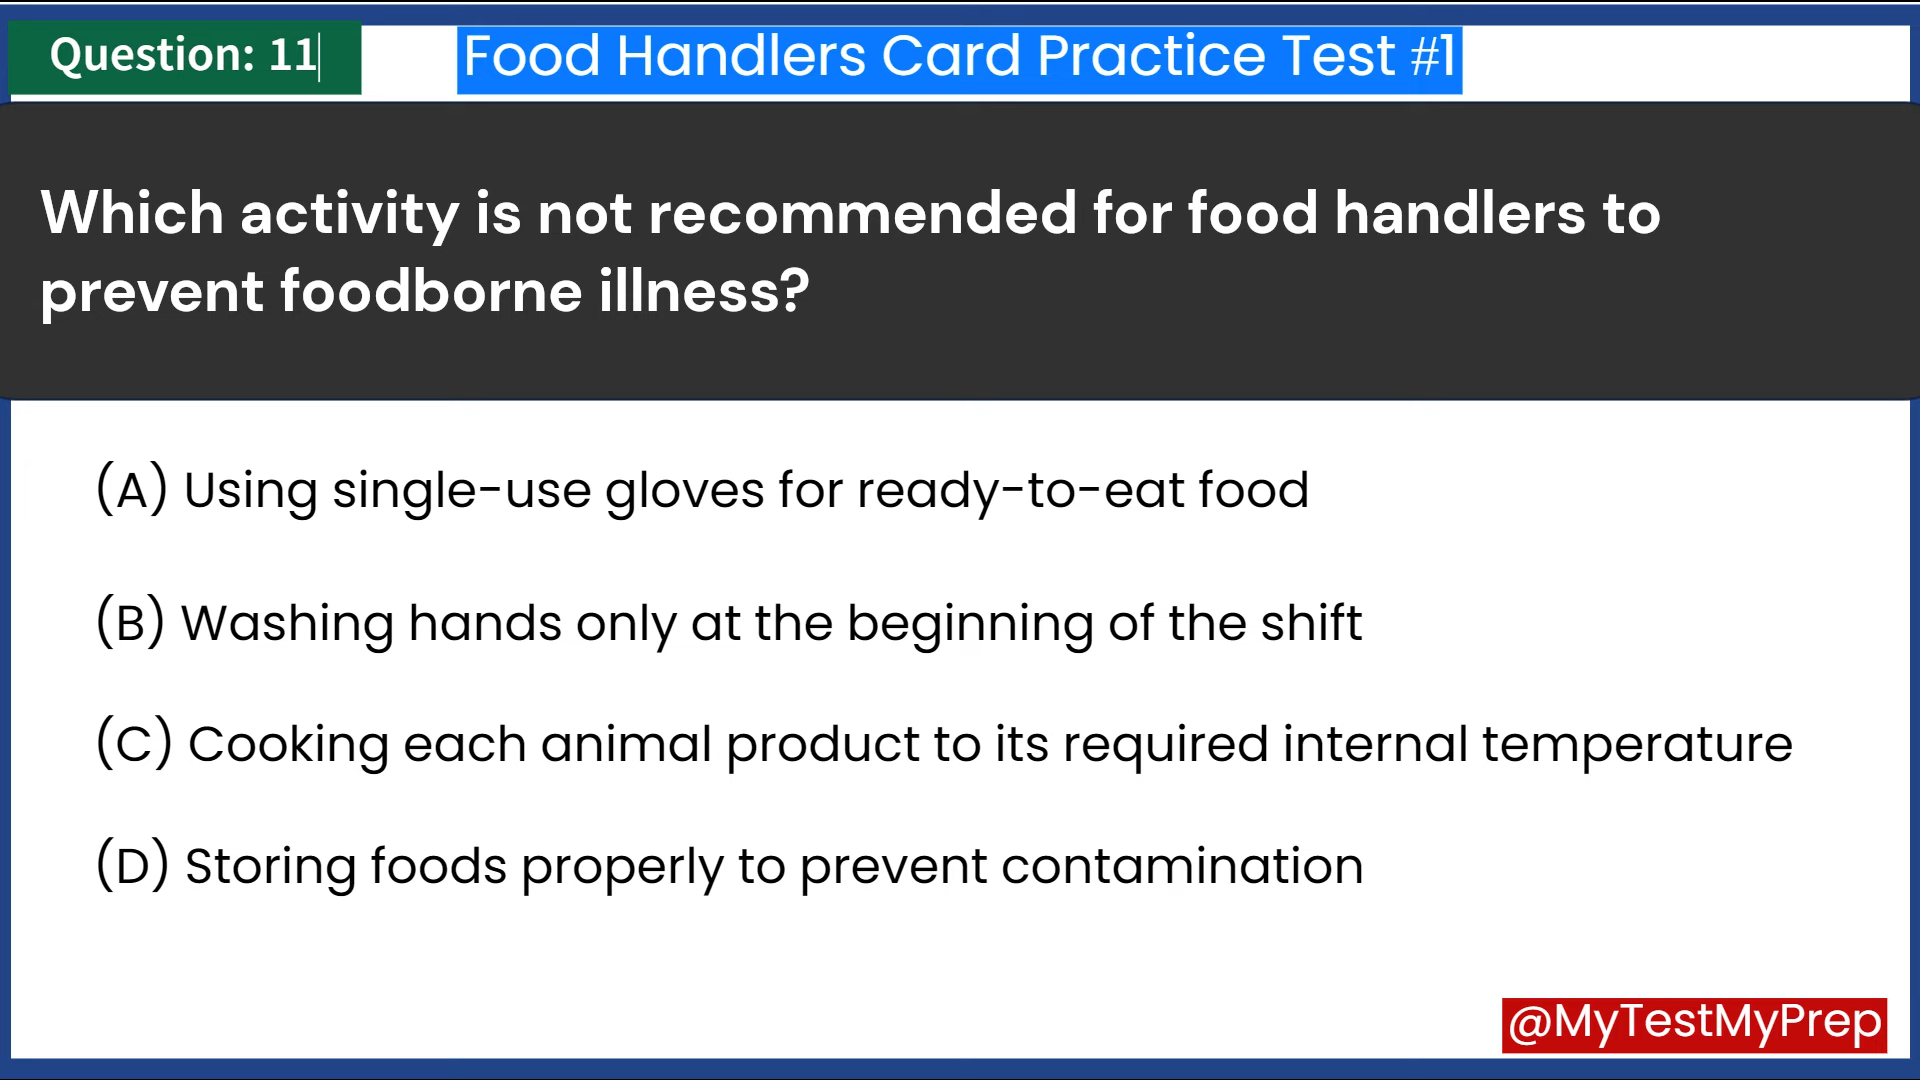 Question: 11
Food Handlers Card Practice Test #1
Which activity is not recommended for food handlers to
prevent foodborne illness?
(A) Using single-use gloves for ready-to-eat food
(B) Washing hands only at the beginning of the shift
(C) Cooking each animal product to its required internal temperature
(D) Storing foods properly to prevent contamination
@MyTestMyPrep